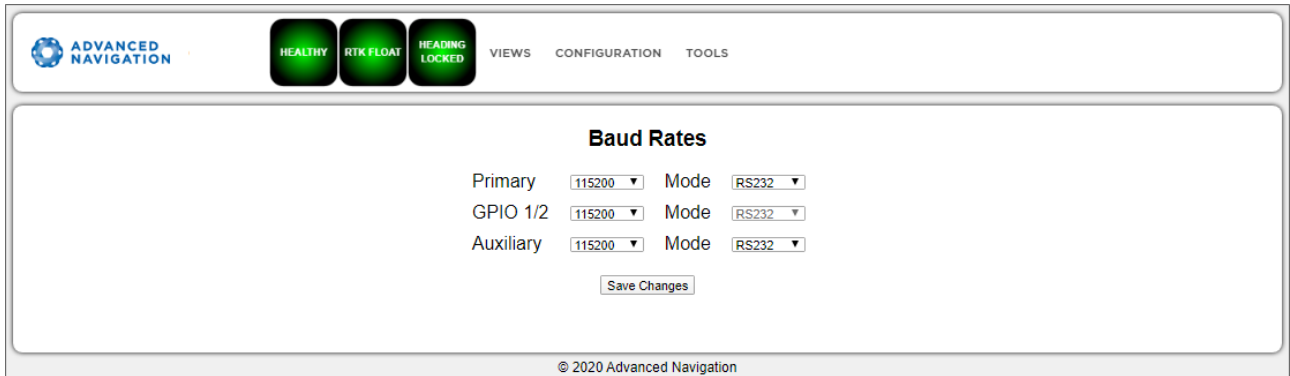 ADVANCED
NAVIGATION
HEALTHY
RTK FLOAT
HEADING
LOCKED
VIEWS CONFIGURATION TOOLS
Baud Rates
Primary 115200 Mode RS232
GPIO 1/2 115200 Mode RS232
Auxiliary 115200 Mode RS232
Save Changes
© 2020 Advanced Navigation